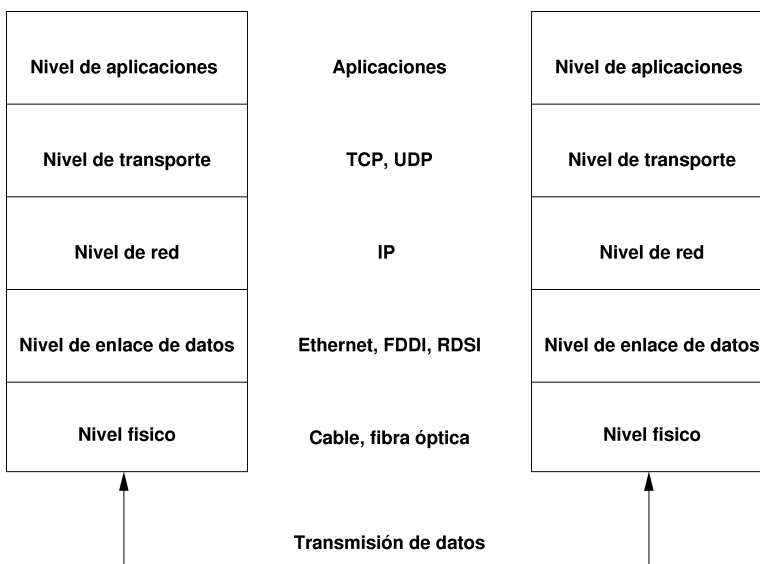 Nivel de aplicaciones Aplicaciones Nivel de aplicaciones
Nivel de transporte TCP, UDP Nivel de transporte
Nivel de red IP Nivel de red
Nivel de enlace de datos Ethernet, FDDI, RDSI Nivel de enlace de datos
Nivel fisico Cable, fibra óptica Nivel fisico
Transmisión de datos